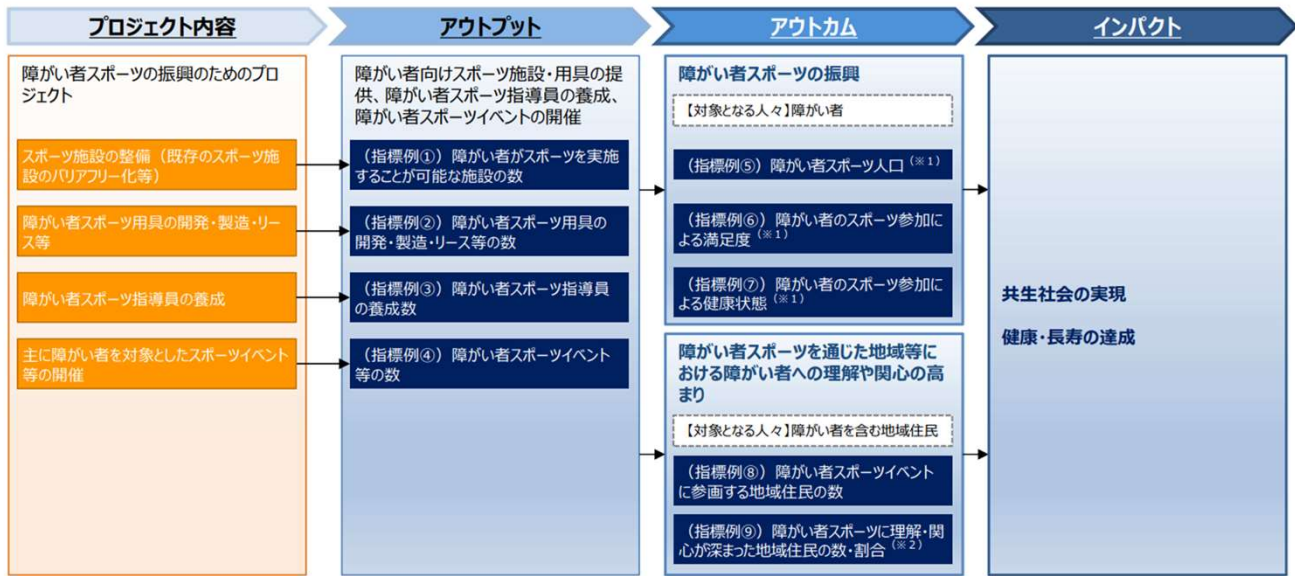 プロジェクト内容
アウトプット
アウトカム
インパクト
障がい者スポーツの振興のためのプロ
ジェクト
スポーツ施設の整備（既存のスポーツ施
設のバリアフリー化等）
障がい者スポーツ用具の開発・製造・リー
ス等
障がい者スポーツ指導員の養成
主に障がい者を対象としたスポーツイベント
等の開催
障がい者向けスポーツ施設・用具の提
供、障がい者スポーツ指導員の養成、
障がい者スポーツイベントの開催
（指標例①）障がい者がスポーツを実施
することが可能な施設の数
（指標例②）障がい者スポーツ用具の
開発・製造・リース等の数
（指標例③）障がい者スポーツ指導員
の養成数
（指標例④）障がい者スポーツイベント
等の数
障がい者スポーツの振興
【対象となる人々】障がい者
（指標例⑤）障がい者スポーツ人口（※1）
（指標例⑥）障がい者のスポーツ参加に
よる満足度（※1）
（指標例⑦）障がい者のスポーツ参加に
よる健康状態（※1）
障がい者スポーツを通じた地域等に
おける障がい者への理解や関心の高
まり
【対象となる人々】障がい者を含む地域住民
（指標例⑧）障がい者スポーツイベント
に参画する地域住民の数
（指標例⑨）障がい者スポーツに理解・関
心が深まった地域住民の数・割合（※2）
共生社会の実現
健康・長寿の達成